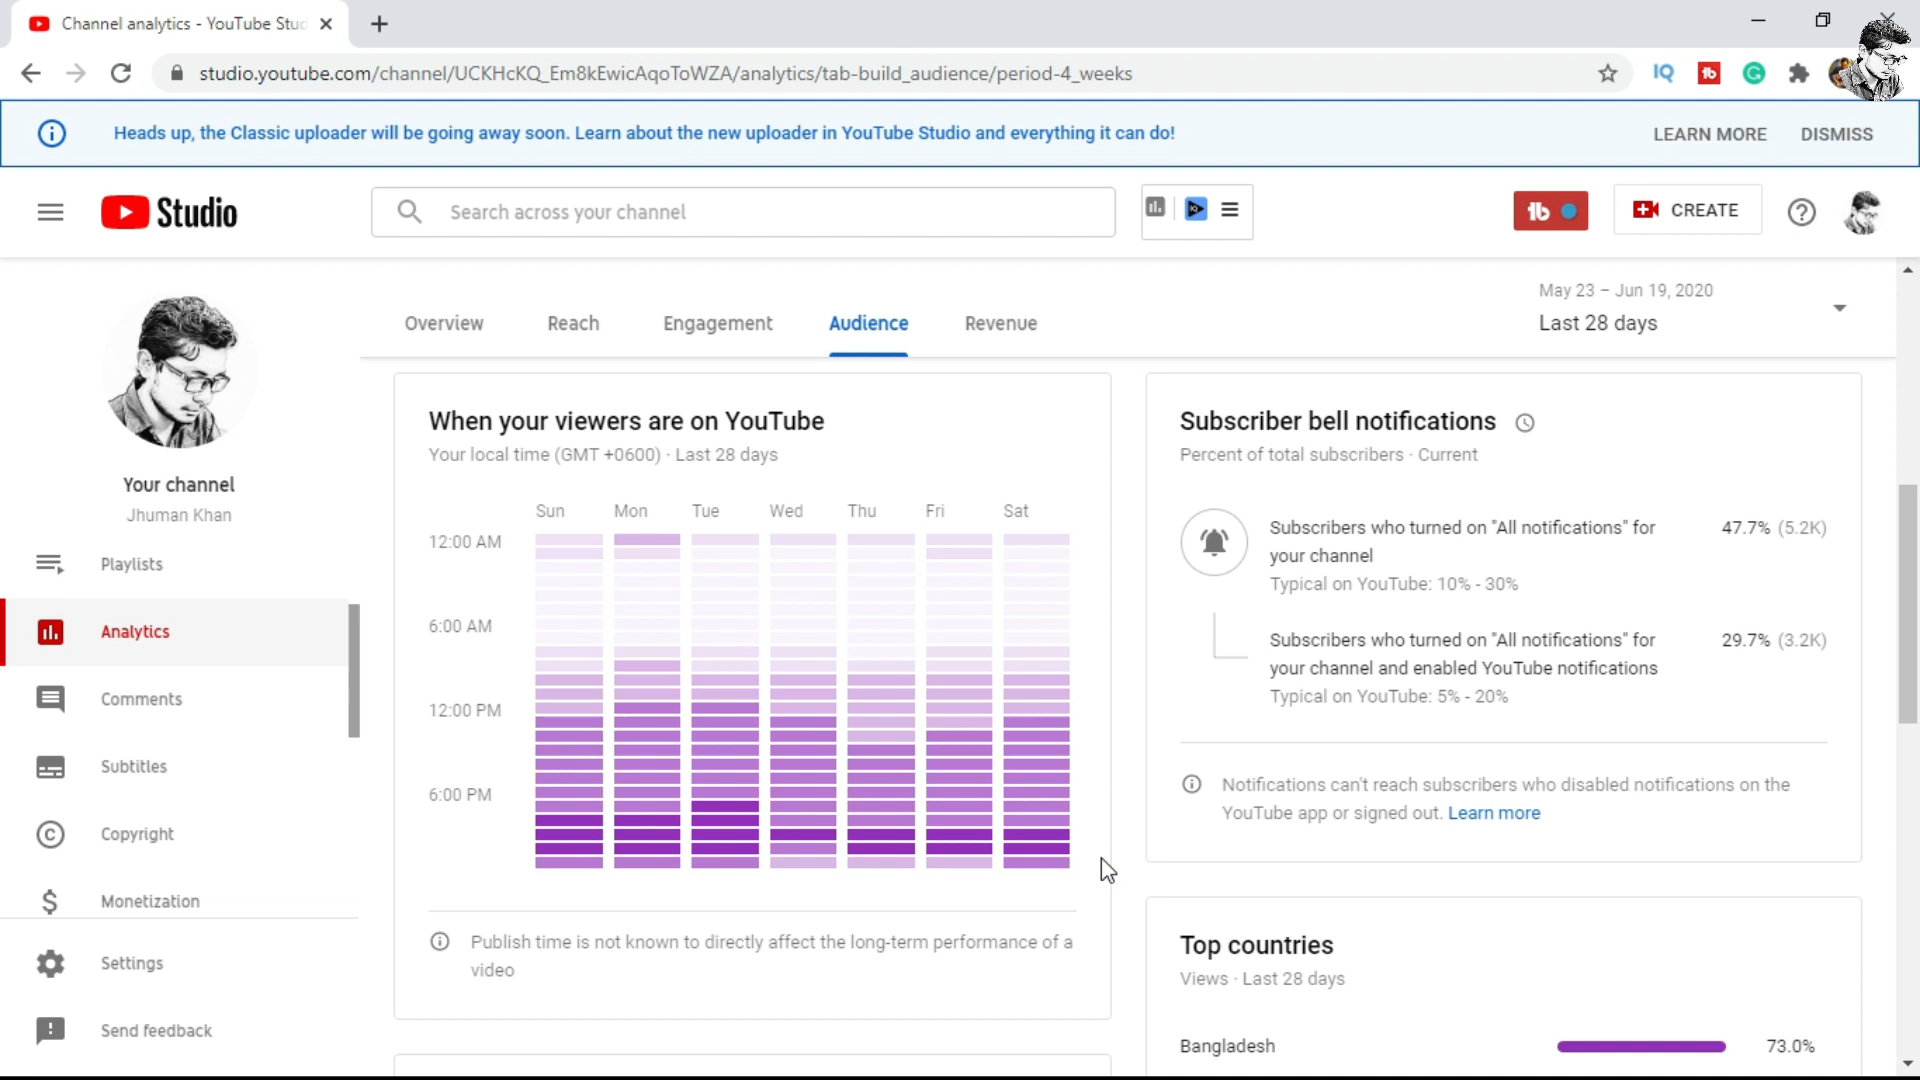 Channel analytics - YouTube Stud
studio.youtube.com/channel/UCKHcKQ_Em8kEwicAqoToWZA/analytics/tab-build_audience/period-4_weeks
IQ
Heads up, the Classic uploader will be going away soon. Learn about the new uploader in YouTube Studio and everything it can do!
LEARN MORE
DISMISS
Studio
Search across your channel
CREATE
Your channel
Jhuman Khan
Playlists
Analytics
Comments
Subtitles
Copyright
Monetization
Settings
Send feedback
Overview
Reach
Engagement
Audience
Revenue
May 23 – Jun 19, 2020
Last 28 days
When your viewers are on YouTube
Your local time (GMT +0600) · Last 28 days
Sun Mon Tue Wed Thu Fri Sat
12:00 AM
6:00 AM
12:00 PM
6:00 PM
Publish time is not known to directly affect the long-term performance of a
video
Subscriber bell notifications
Percent of total subscribers · Current
Subscribers who turned on "All notifications" for 47.7% (5.2K)
your channel
Typical on YouTube: 10% - 30%
Subscribers who turned on "All notifications" for 29.7% (3.2K)
your channel and enabled YouTube notifications
Typical on YouTube: 5% - 20%
Notifications can't reach subscribers who disabled notifications on the
YouTube app or signed out. Learn more
Top countries
Views · Last 28 days
Bangladesh 73.0%